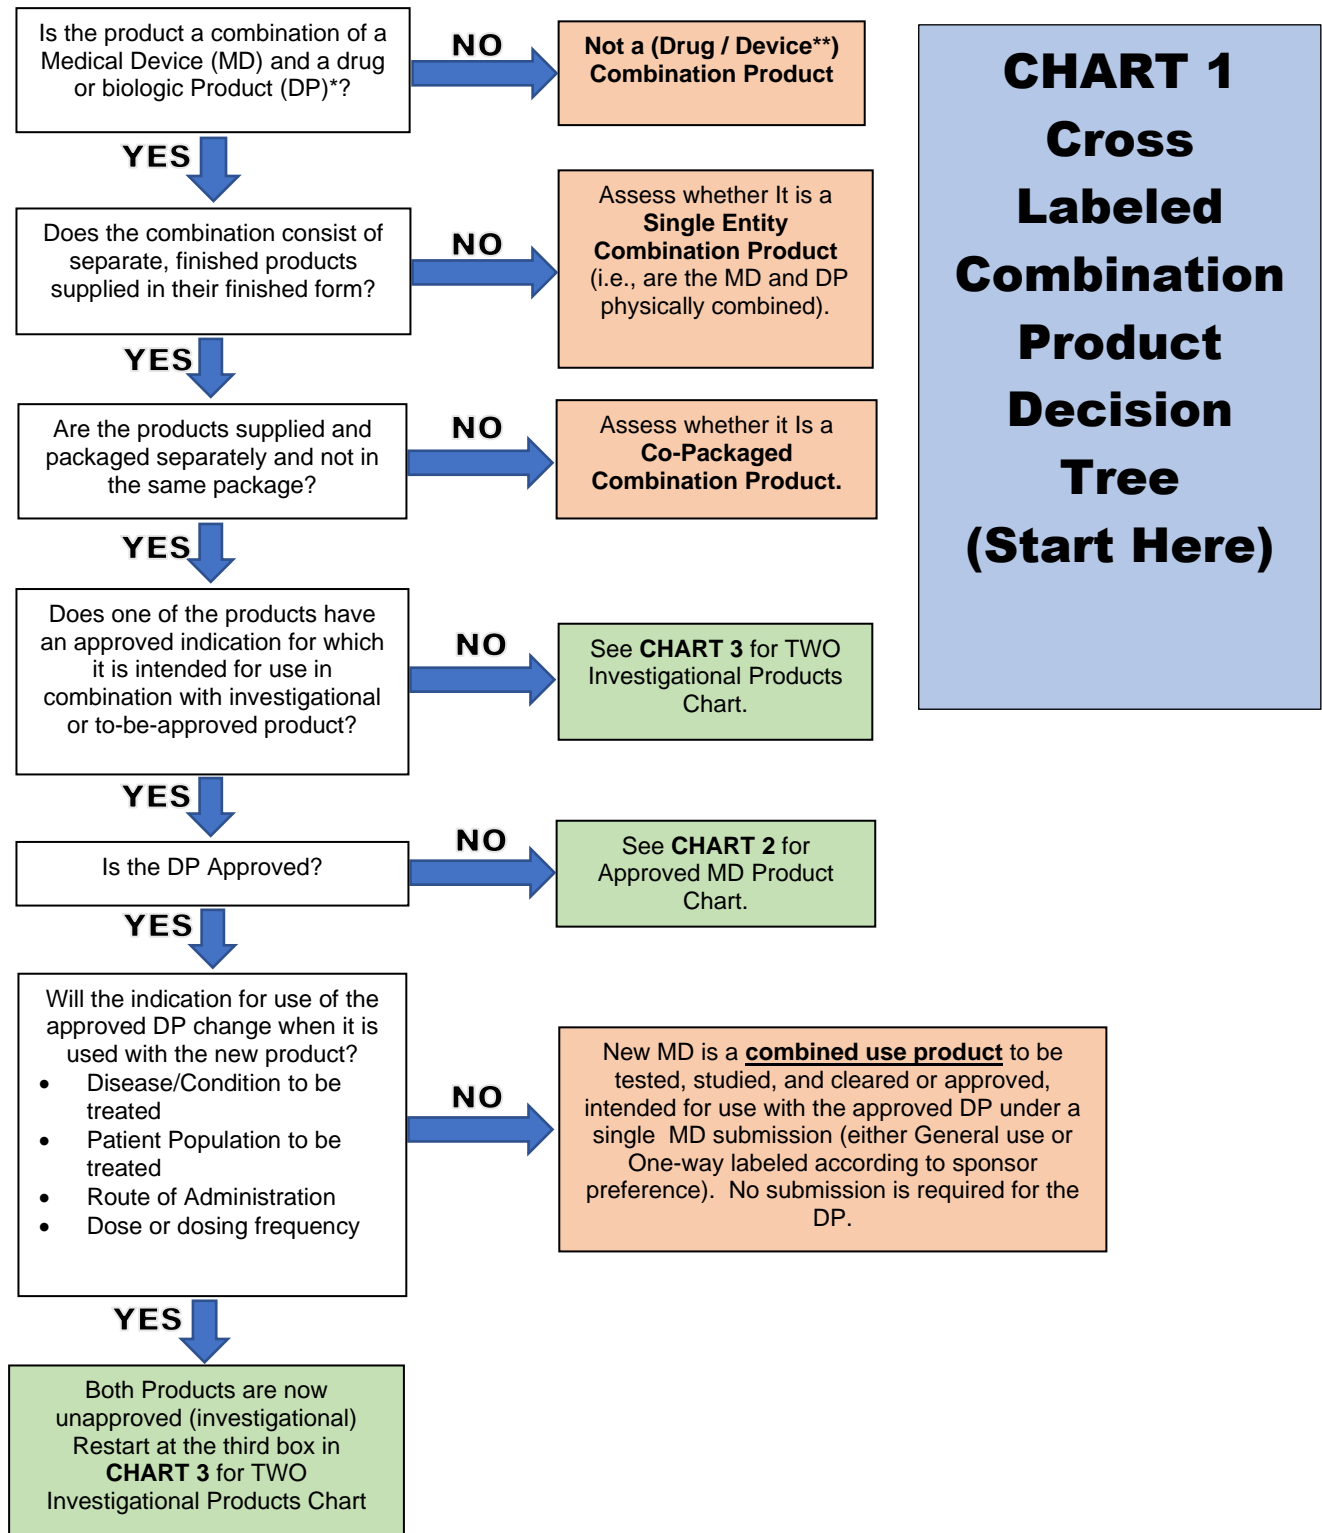 Is the product a combination of a
Medical Device (MD) and a drug
or biologic Product (DP)*?
NO
Not a (Drug / Device**)
Combination Product
YES
Does the combination consist of
separate, finished products
supplied in their finished form?
NO
Assess whether It is a
Single Entity
Combination Product
(i.e., are the MD and DP
physically combined).
YES
Are the products supplied and
packaged separately and not in
the same package?
NO
Assess whether it Is a
Co-Packaged
Combination Product.
YES
Does one of the products have
an approved indication for which
it is intended for use in
combination with investigational
or to-be-approved product?
NO
See CHART 3 for TWO
Investigational Products
Chart.
YES
Is the DP Approved?
NO
See CHART 2 for
Approved MD Product
Chart.
YES
Will the indication for use of the
approved DP change when it is
used with the new product?
• Disease/Condition to be
treated
• Patient Population to be
treated
• Route of Administration
• Dose or dosing frequency
NO
New MD is a combined use product to be
tested, studied, and cleared or approved,
intended for use with the approved DP under a
single MD submission (either General use or
One-way labeled according to sponsor
preference). No submission is required for the
DP.
YES
Both Products are now
unapproved (investigational)
Restart at the third box in
CHART 3 for TWO
Investigational Products Chart
CHART 1
Cross
Labeled
Combination
Product
Decision
Tree
(Start Here)